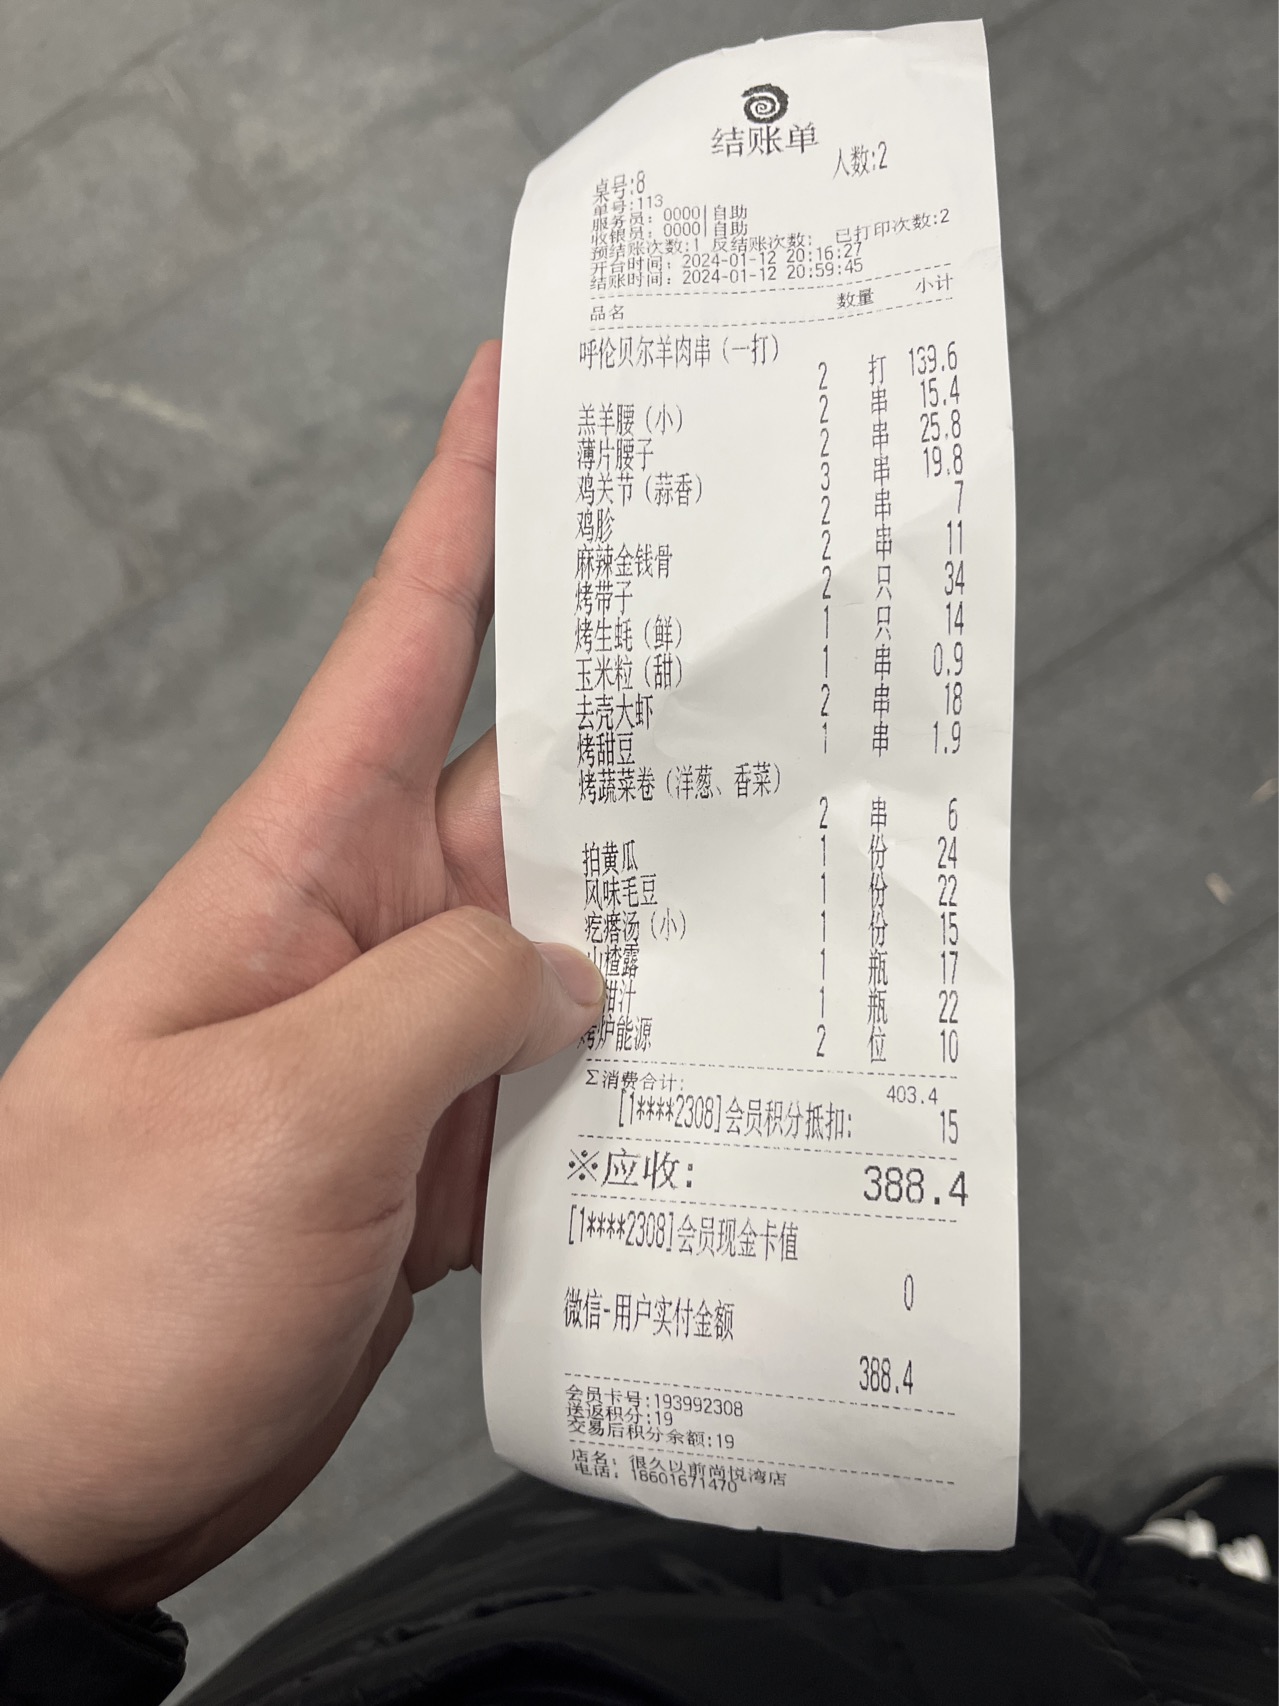 结账单
人数:2
桌号:8
单号:113
服务员: 0000|自助
收银员: 0000|自助
预结账次数:1 反结账次数: 已打印次数:2
开台时间: 2024-01-12 20:16:27
结账时间: 2024-01-12 20:59:45
品名 数量 小计
呼伦贝尔羊肉串(一打)
2 打 139.6
羔羊腰(小) 2 串 15.4
薄片腰子 2 串 25.8
鸡关节(蒜香) 3 串 19.8
鸡胗 2 串 7
麻辣金钱骨 2 串 11
烤带子 2 只 34
烤生蚝(鲜) 1 只 14
玉米粒(甜) 1 串 0.9
去壳大虾 2 串 18
烤甜豆 1 串 1.9
烤蔬菜卷(洋葱、香菜)
2 串 6
拍黄瓜 1 份 24
风味毛豆 1 份 22
疙瘩汤(小) 1 份 15
山楂露 1 瓶 17
汁 1 瓶 22
烤炉能源 2 位 10
Σ消费合计: 403.4
[1****2308]会员积分抵扣: 15
※应收: 388.4
[1****2308]会员现金卡值
0
微信-用户实付金额
388.4
会员卡号:193992308
送返积分:19
交易后积分余额:19
店名: 很久以前尚悦湾店
电话: 18601671470